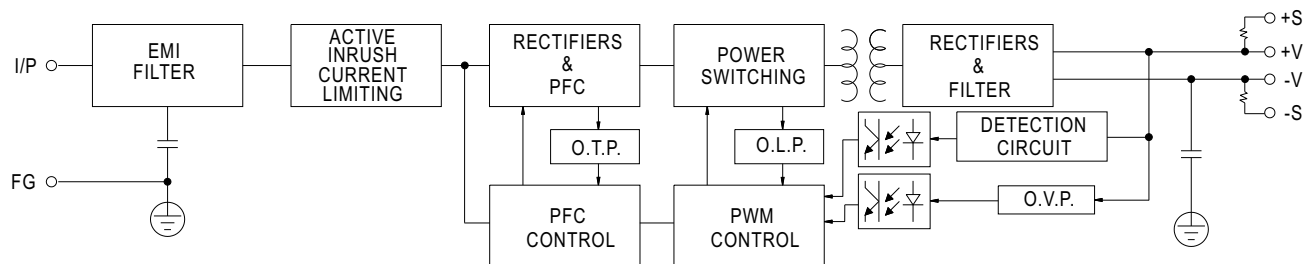 I/P
EMI
FILTER
ACTIVE
INRUSH
CURRENT
LIMITING
RECTIFIERS
&
PFC
POWER
SWITCHING
RECTIFIERS
&
FILTER
+S
+V
-V
-S
O.T.P.
O.L.P.
DETECTION
CIRCUIT
FG
PFC
CONTROL
PWM
CONTROL
O.V.P.